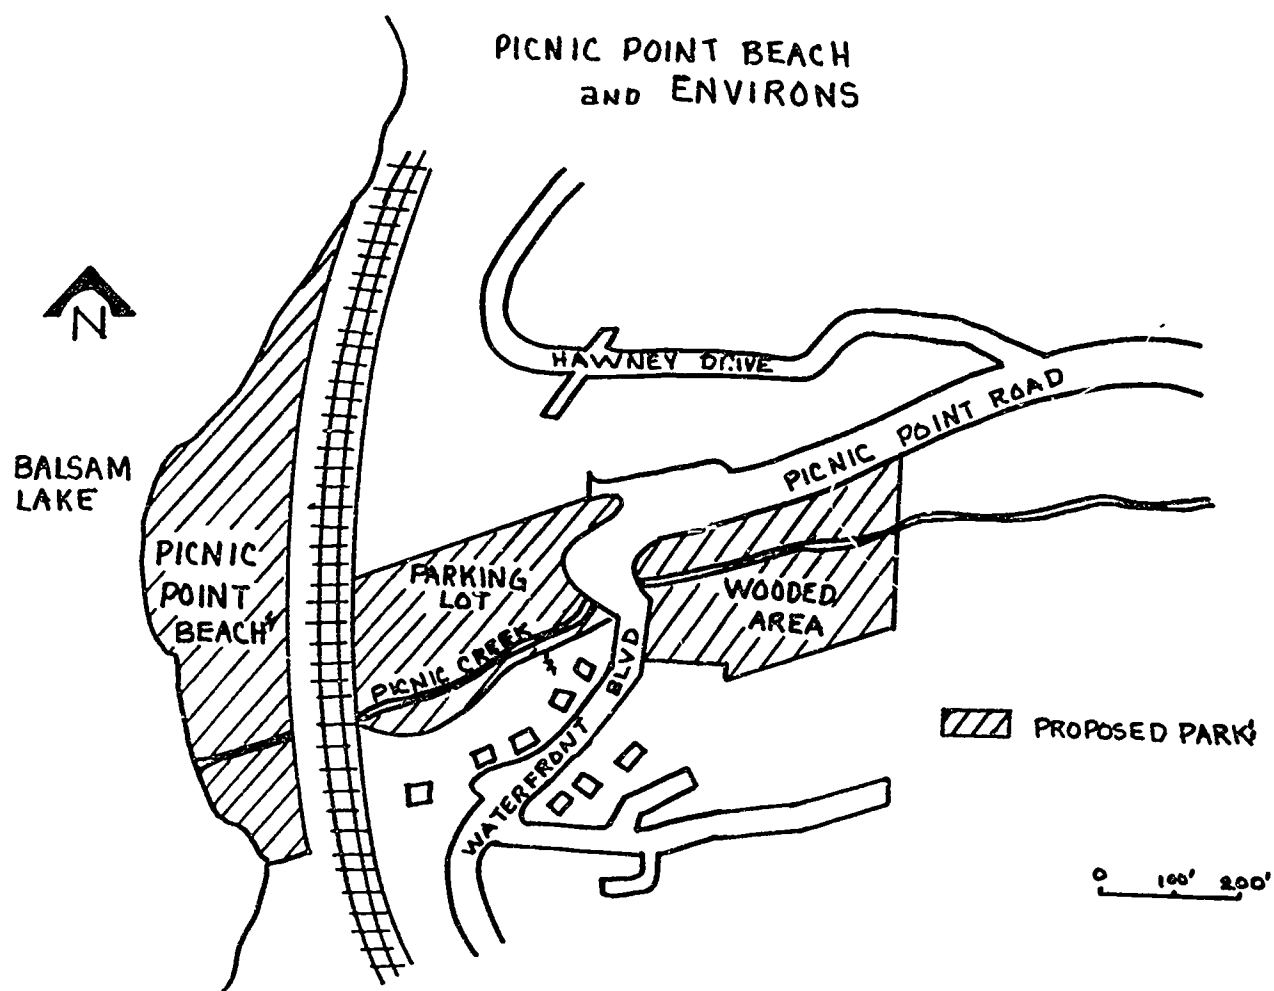 PICNIC POINT BEACH
and ENVIRONS
N
HAWNEY DRIVE
PICNIC POINT ROAD
BALSAM
LAKE
PICNIC
POINT
BEACH
PARKING
LOT
WOODED
AREA
PICNIC CREEK
BLVD
WATERFRONT
PROPOSED PARK
0 100' 200'